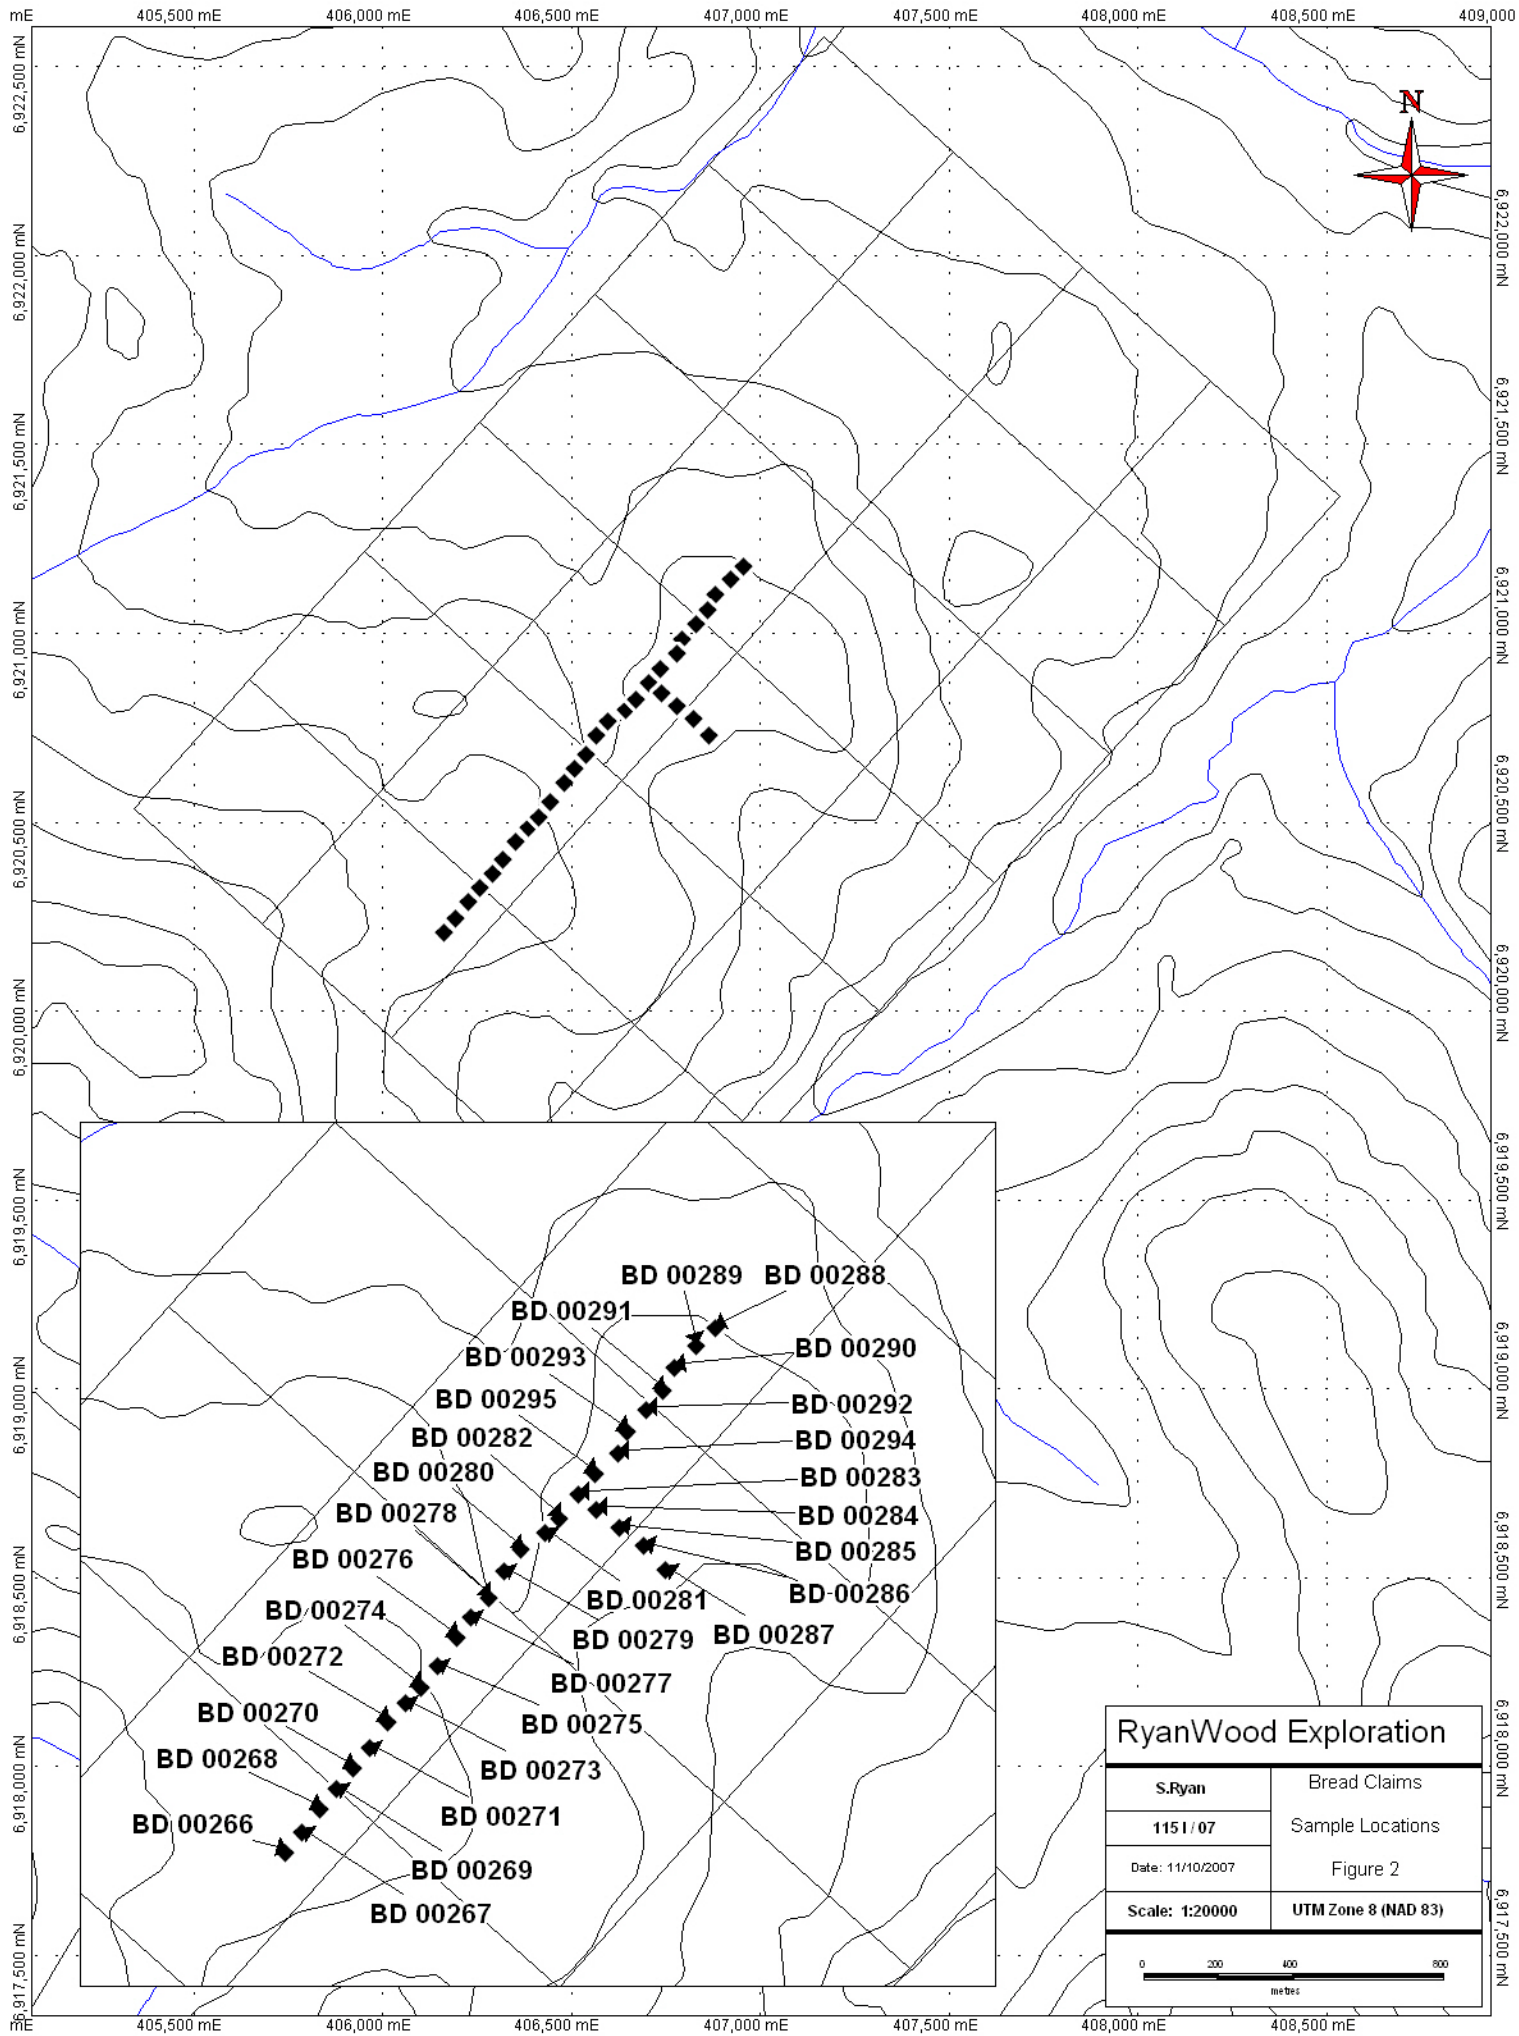 mE 405,500 mE 406,000 mE 406,500 mE 407,000 mE 407,500 mE 408,000 mE 408,500 mE 409,000
6,922,500 mN
N
6,922,000 mN
6,922,000 mN
6,921,500 mN
6,921,500 mN
6,921,000 mN
6,921,000 mN
6,920,500 mN
6,920,500 mN
6,920,000 mN
6,920,000 mN
6,919,500 mN
6,919,500 mN
6,919,000 mN
6,919,000 mN
6,918,500 mN
6,918,500 mN
6,918,000 mN
6,918,000 mN
6,917,500 mN
6,917,500 mN
BD 00289 BD 00288
BD 00291
BD 00290
BD 00293
BD 00295
BD 00292
BD 00282
BD 00294
BD 00280
BD 00283
BD 00278
BD 00284
BD 00276
BD 00285
BD 00286
BD 00281
BD 00274
BD 00287
BD 00279
BD 00272
BD 00277
BD 00270
BD 00275
BD 00268
BD 00273
BD 00271
BD 00266
BD 00269
BD 00267
RyanWood Exploration
S.Ryan
Bread Claims
115 I / 07
Sample Locations
Date: 11/10/2007
Figure 2
Scale: 1:20000
UTM Zone 8 (NAD 83)
0 200 400 800
metres
mE 405,500 mE 406,000 mE 406,500 mE 407,000 mE 407,500 mE 408,000 mE 408,500 mE 409,000